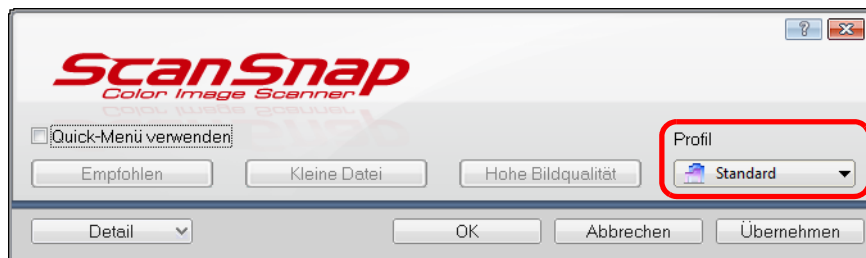 ScanSnap
Color Image Scanner
Quick-Menü verwenden
Profil
Empfohlen
Kleine Datei
Hohe Bildqualität
Standard
Detail
OK
Abbrechen
Übernehmen